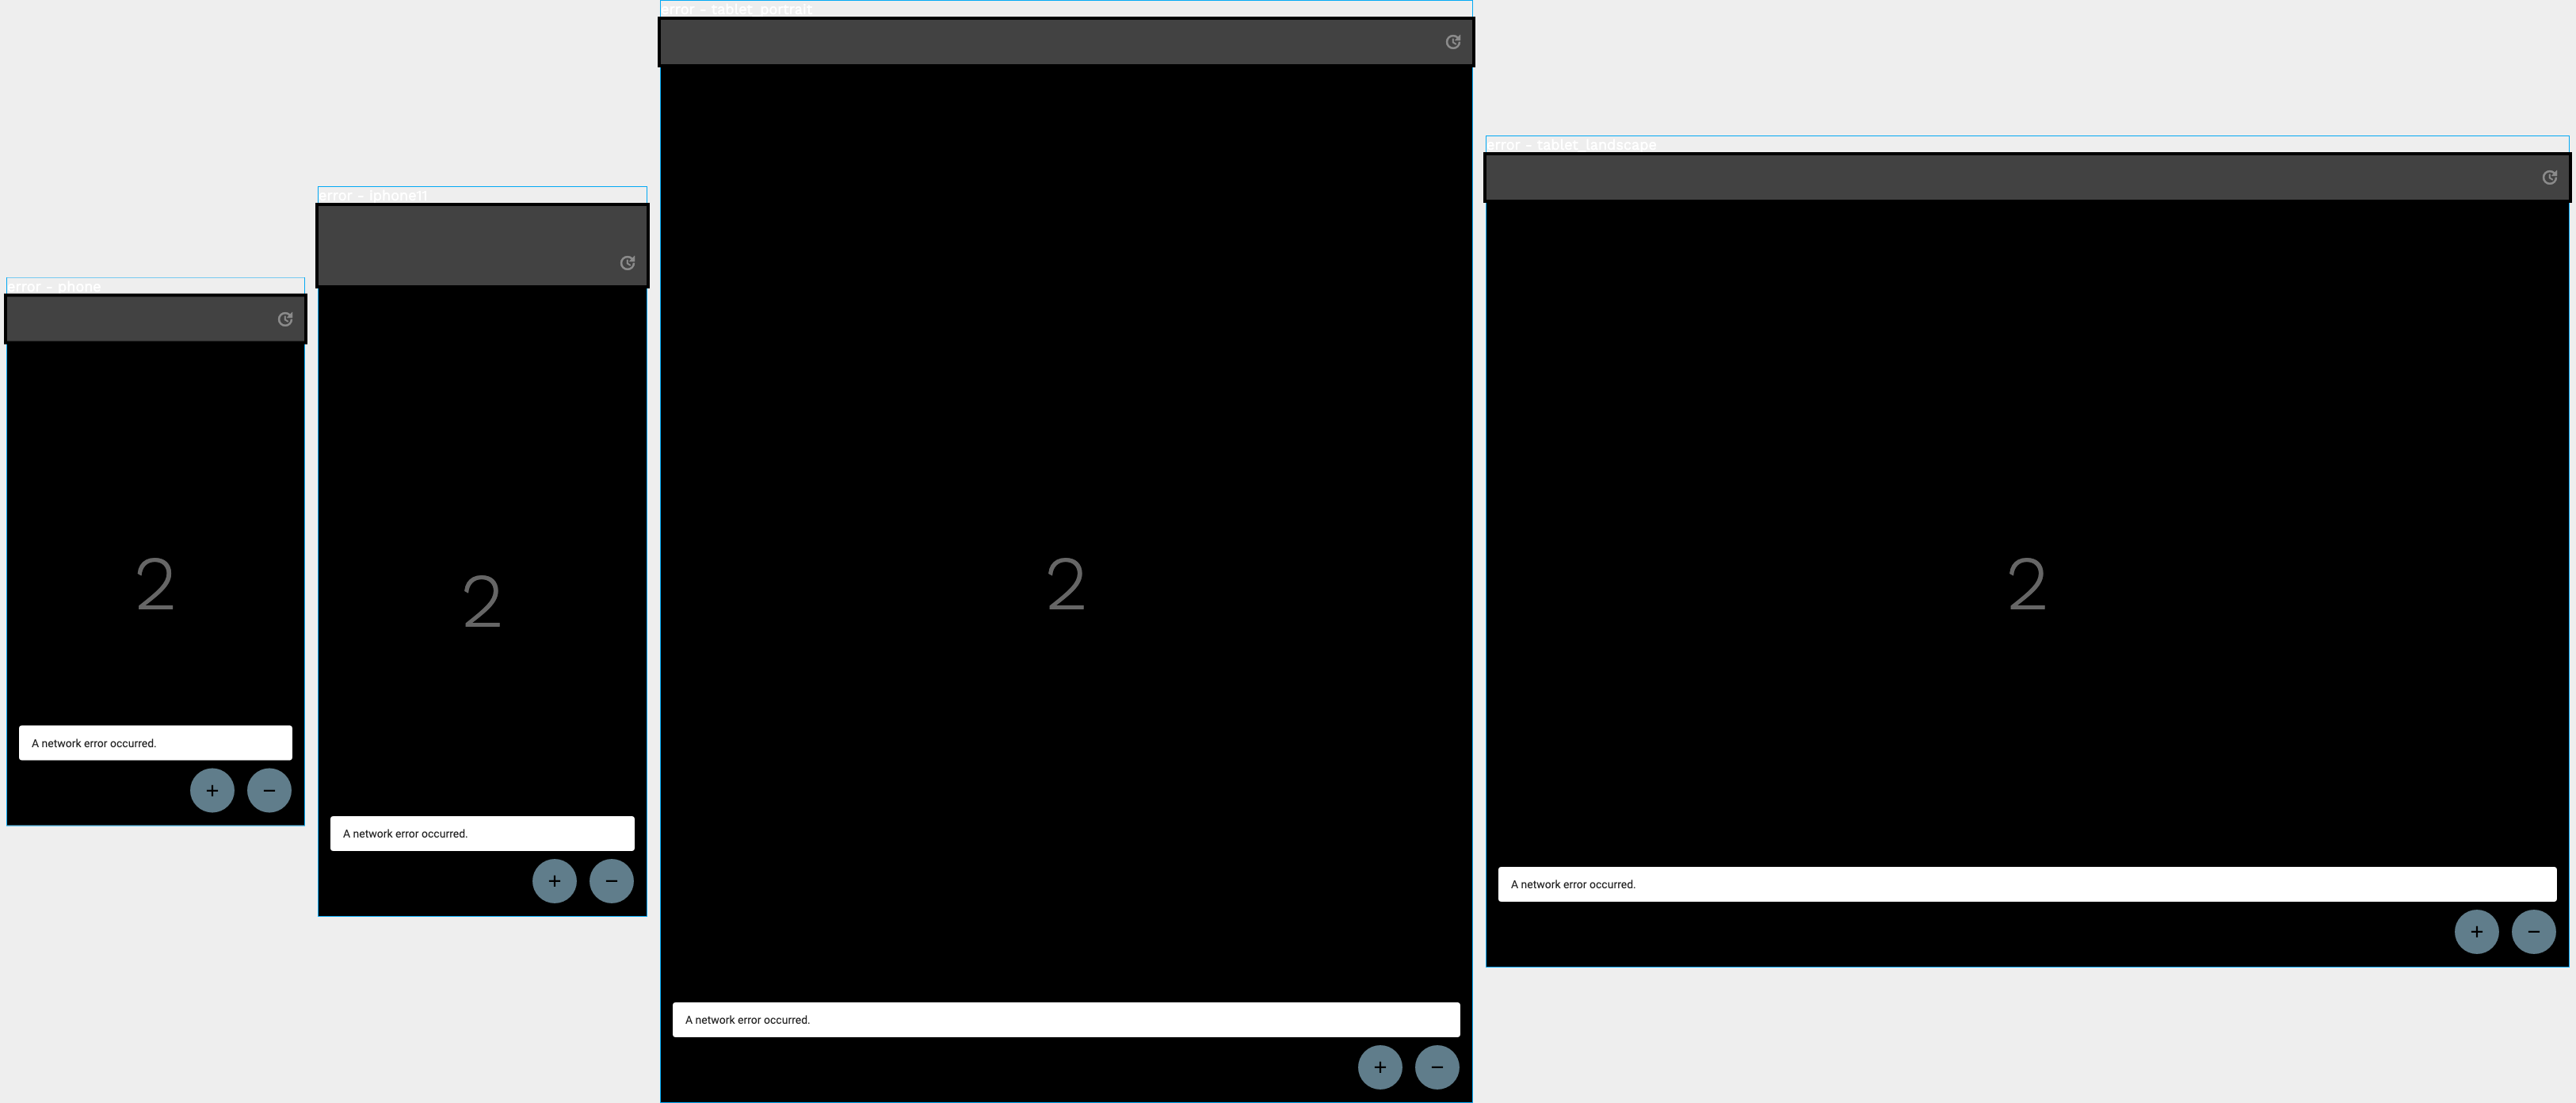 error - phone
2
A network error occurred.
+ −
error - iphone11
2
A network error occurred.
+ −
error - tablet_portrait
2
A network error occurred.
+ −
error - tablet_landscape
2
A network error occurred.
+ −